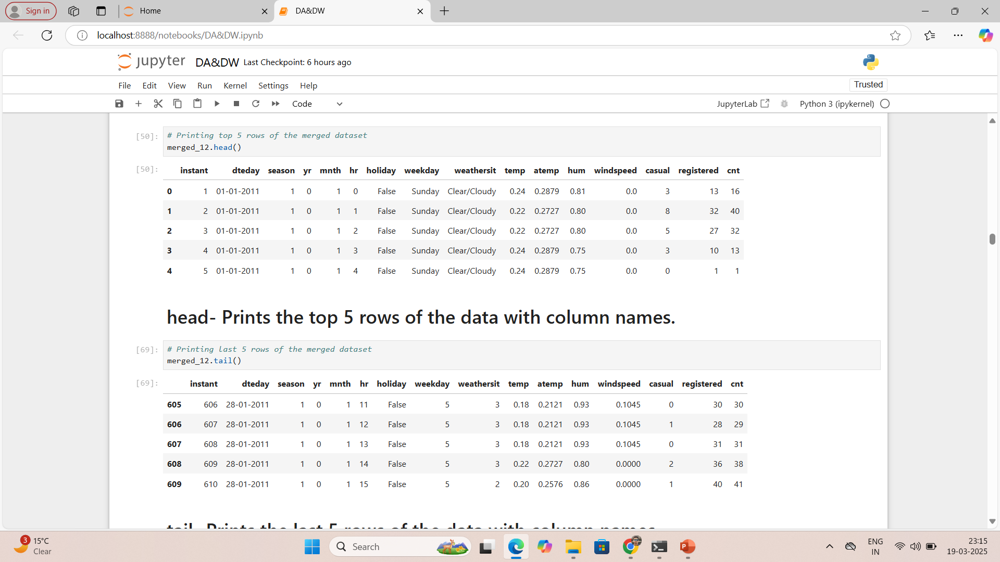 Sign in
Home
DA&DW
localhost:8888/notebooks/DA&DW.ipynb
jupyter DA&DW Last Checkpoint: 6 hours ago
File Edit View Run Kernel Settings Help
Trusted
Code
JupyterLab
Python 3 (ipykernel)
[50]: # Printing top 5 rows of the merged dataset
merged_12.head()
[50]: instant dteday season yr mnth hr holiday weekday weathersit temp atemp hum windspeed casual registered cnt
0 1 01-01-2011 1 0 1 0 False Sunday Clear/Cloudy 0.24 0.2879 0.81 0.0 3 13 16
1 2 01-01-2011 1 0 1 1 False Sunday Clear/Cloudy 0.22 0.2727 0.80 0.0 8 32 40
2 3 01-01-2011 1 0 1 2 False Sunday Clear/Cloudy 0.22 0.2727 0.80 0.0 5 27 32
3 4 01-01-2011 1 0 1 3 False Sunday Clear/Cloudy 0.24 0.2879 0.75 0.0 3 10 13
4 5 01-01-2011 1 0 1 4 False Sunday Clear/Cloudy 0.24 0.2879 0.75 0.0 0 1 1
head- Prints the top 5 rows of the data with column names.
[69]: # Printing last 5 rows of the merged dataset
merged_12.tail()
[69]: instant dteday season yr mnth hr holiday weekday weathersit temp atemp hum windspeed casual registered cnt
605 606 28-01-2011 1 0 1 11 False 5 3 0.18 0.2121 0.93 0.1045 0 30 30
606 607 28-01-2011 1 0 1 12 False 5 3 0.18 0.2121 0.93 0.1045 1 28 29
607 608 28-01-2011 1 0 1 13 False 5 3 0.18 0.2121 0.93 0.1045 0 31 31
608 609 28-01-2011 1 0 1 14 False 5 3 0.22 0.2727 0.80 0.0000 2 36 38
609 610 28-01-2011 1 0 1 15 False 5 2 0.20 0.2576 0.86 0.0000 1 40 41
tail- Prints the last 5 rows of the data with column names
3
15°C
Clear
Search
P
ENG
IN
23:15
19-03-2025